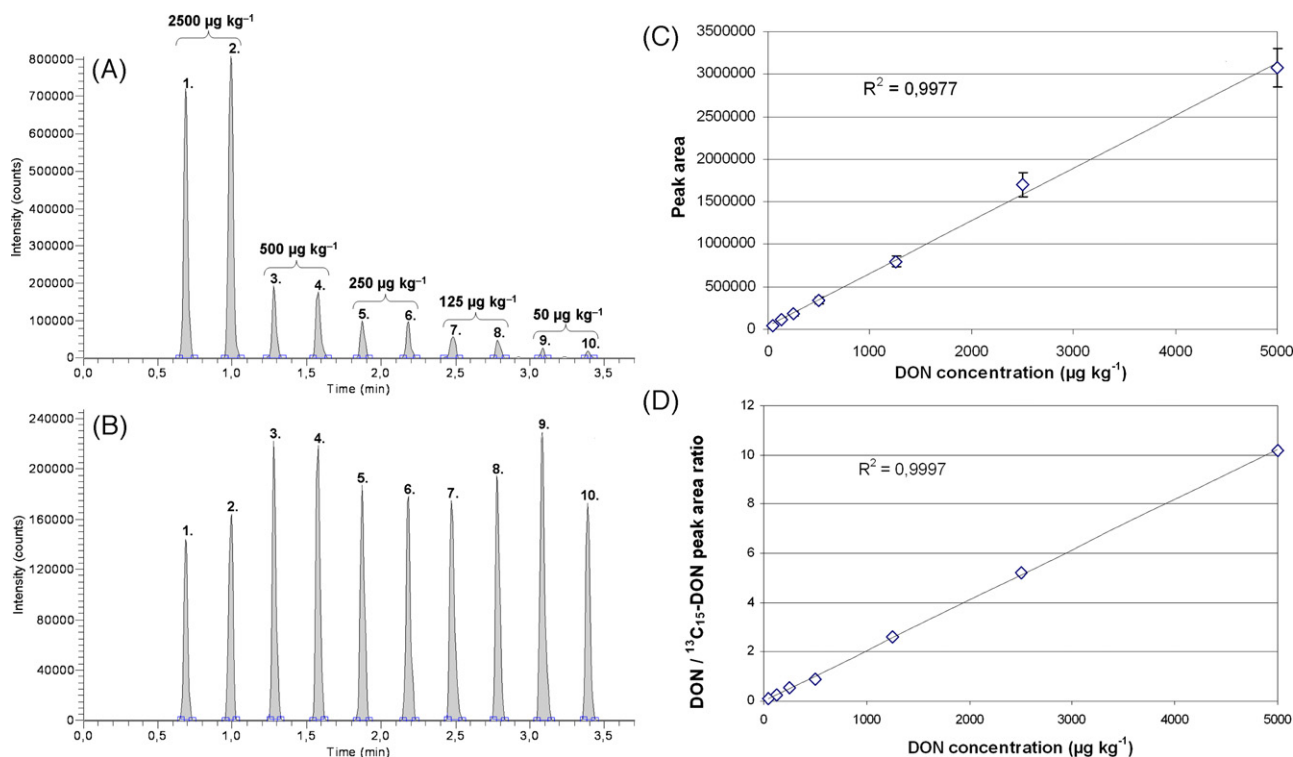 (A)
2500 µg kg–1
1.
2.
500 µg kg–1
3.
4.
250 µg kg–1
5.
6.
125 µg kg–1
7.
8.
50 µg kg–1
9.
10.
Intensity (counts)
800000
700000
600000
500000
400000
300000
200000
100000
0
0,0 0,5 1,0 1,5 2,0 2,5 3,0 3,5
Time (min)
(B)
Intensity (counts)
240000
200000
160000
120000
80000
40000
0
1.
2.
3.
4.
5.
6.
7.
8.
9.
10.
0,0 0,5 1,0 1,5 2,0 2,5 3,0 3,5
Time (min)
(C)
Peak area
3500000
3000000
2500000
2000000
1500000
1000000
500000
0
R2 = 0,9977
0 1000 2000 3000 4000 5000
DON concentration (µg kg-1)
(D)
DON / 13C15-DON peak area ratio
12
10
8
6
4
2
0
R2 = 0,9997
0 1000 2000 3000 4000 5000
DON concentration (µg kg-1)